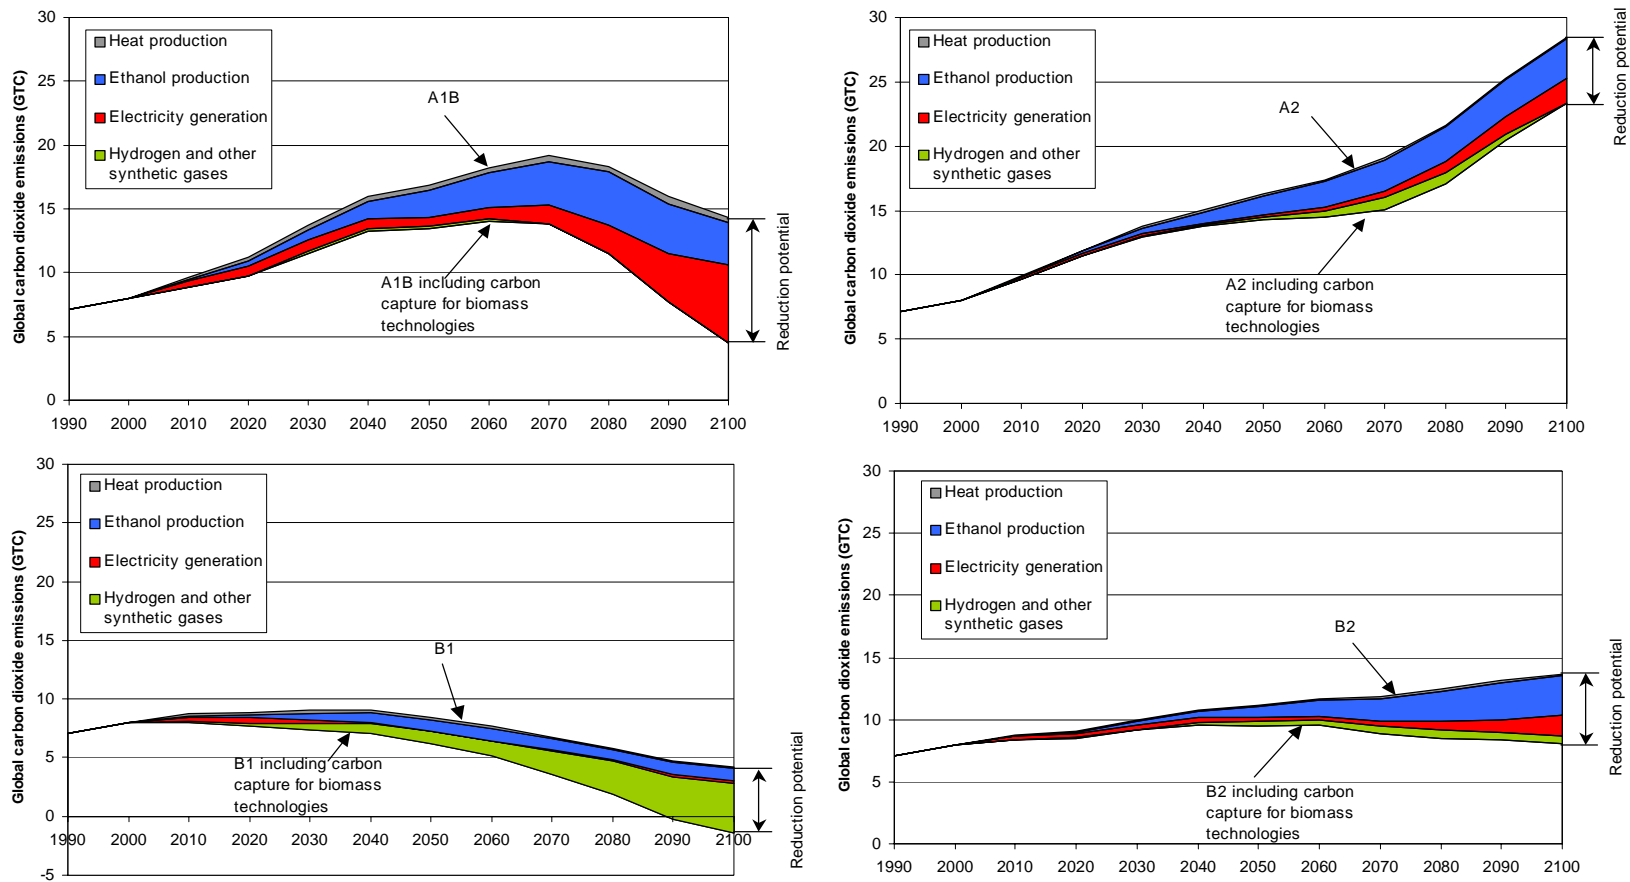 Global carbon dioxide emissions (GTC)
30
25
20
15
10
5
0
Heat production
Ethanol production
Electricity generation
Hydrogen and other
synthetic gases
A1B
A1B including carbon
capture for biomass
technologies
Reduction potential
1990 2000 2010 2020 2030 2040 2050 2060 2070 2080 2090 2100
Global carbon dioxide emissions (GTC)
30
25
20
15
10
5
0
Heat production
Ethanol production
Electricity generation
Hydrogen and other
synthetic gases
A2
A2 including carbon
capture for biomass
technologies
Reduction potential
1990 2000 2010 2020 2030 2040 2050 2060 2070 2080 2090 2100
Global carbon dioxide emissions (GTC)
30
25
20
15
10
5
0
-5
Heat production
Ethanol production
Electricity generation
Hydrogen and other
synthetic gases
B1
B1 including carbon
capture for biomass
technologies
Reduction potential
1990 2000 2010 2020 2030 2040 2050 2060 2070 2080 2090 2100
Global carbon dioxide emissions (GTC)
30
25
20
15
10
5
0
Heat production
Ethanol production
Electricity generation
Hydrogen and other
synthetic gases
B2
B2 including carbon
capture for biomass
technologies
Reduction potential
1990 2000 2010 2020 2030 2040 2050 2060 2070 2080 2090 2100